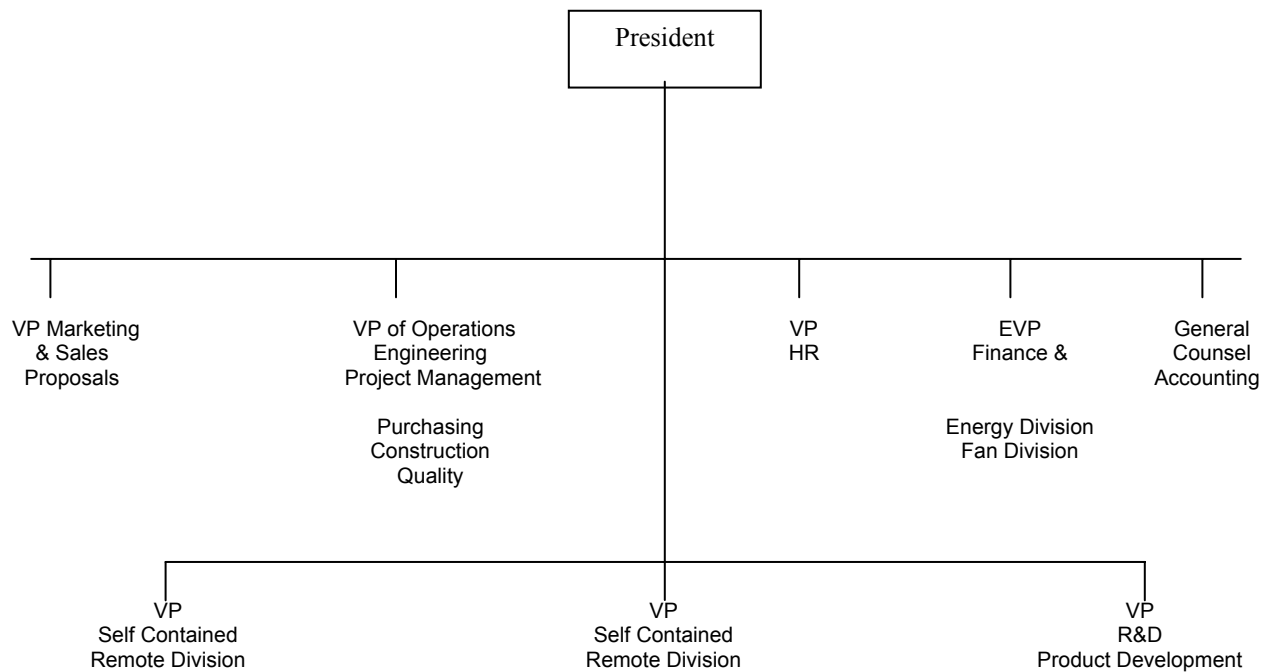 President
VP Marketing
& Sales
Proposals
VP of Operations
Engineering
Project Management
Purchasing
Construction
Quality
VP
HR
EVP
Finance &
Energy Division
Fan Division
General
Counsel
Accounting
VP
Self Contained
Remote Division
VP
Self Contained
Remote Division
VP
R&D
Product Development